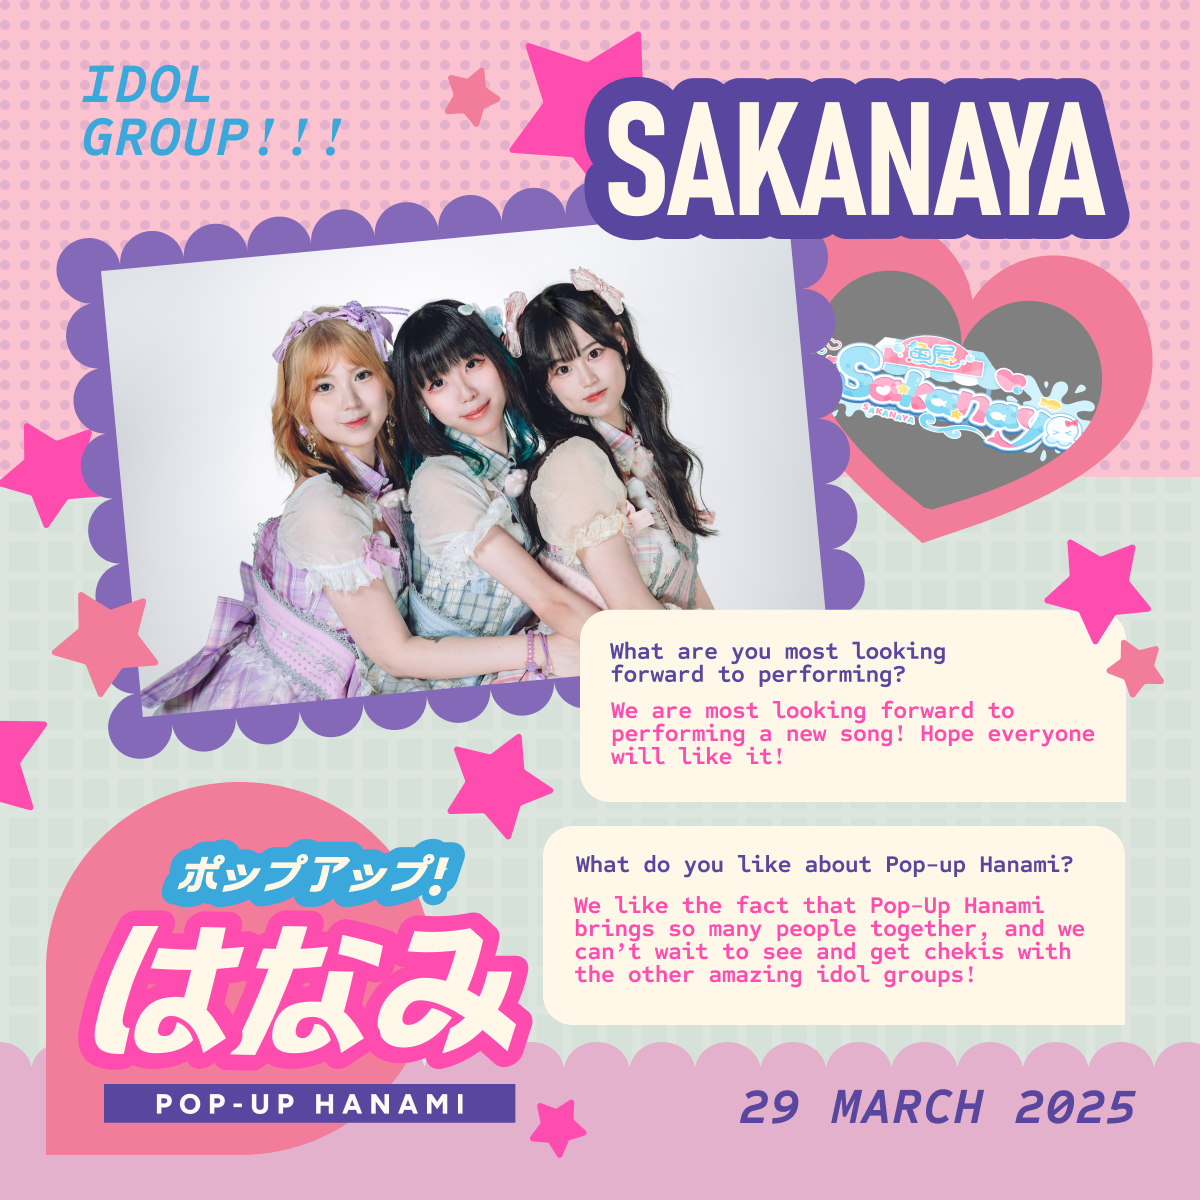 IDOL
GROUP!!!
SAKANAYA
魚屋
Sakanaya
SAKANAYA
What are you most looking
forward to performing?
We are most looking forward to
performing a new song! Hope everyone
will like it!
What do you like about Pop-up Hanami?
We like the fact that Pop-Up Hanami
brings so many people together, and we
can’t wait to see and get chekis with
the other amazing idol groups!
ポップアップ!
はなみ
POP-UP HANAMI
29 MARCH 2025